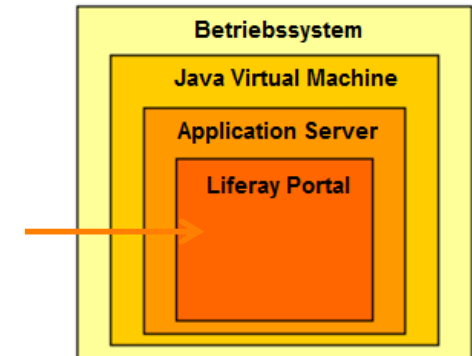 Betriebssystem
Java Virtual Machine
Application Server
Liferay Portal